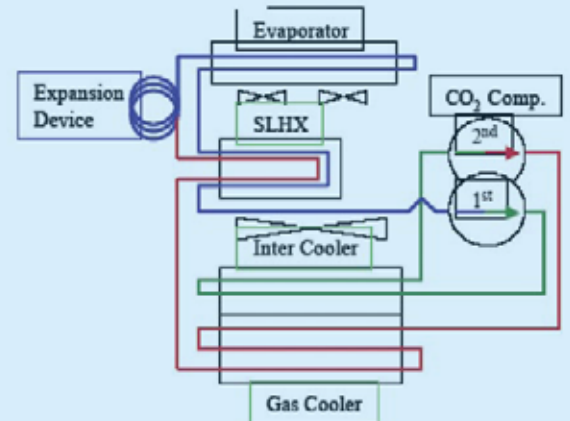 Evaporator
Expansion
Device
CO₂ Comp.
SLHX
2nd
1st
Inter Cooler
Gas Cooler